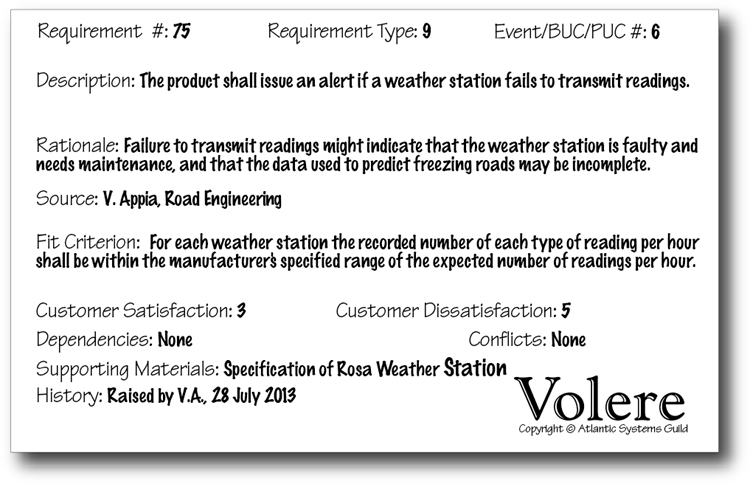 Requirement #: 75 Requirement Type: 9 Event/BUC/PUC #: 6
Description: The product shall issue an alert if a weather station fails to transmit readings.
Rationale: Failure to transmit readings might indicate that the weather station is faulty and
needs maintenance, and that the data used to predict freezing roads may be incomplete.
Source: V. Appia, Road Engineering
Fit Criterion: For each weather station the recorded number of each type of reading per hour
shall be within the manufacturer's specified range of the expected number of readings per hour.
Customer Satisfaction: 3 Customer Dissatisfaction: 5
Dependencies: None Conflicts: None
Supporting Materials: Specification of Rosa Weather Station
History: Raised by V.A., 28 July 2013
Volere
Copyright © Atlantic Systems Guild